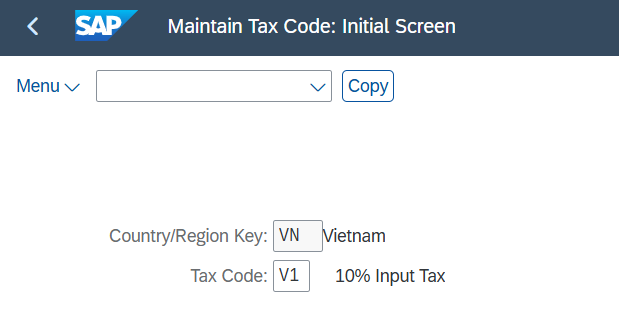 SAP Maintain Tax Code: Initial Screen
Menu Copy
Country/Region Key: VN Vietnam
Tax Code: V1 10% Input Tax